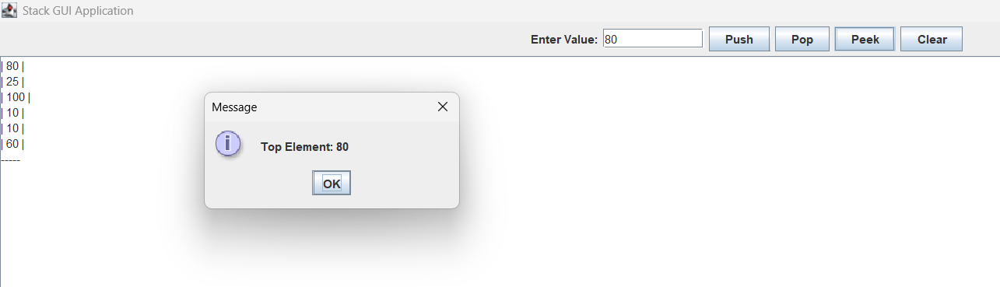 Stack GUI Application
Enter Value: 80 Push Pop Peek Clear
| 80 |
| 25 |
| 100 |
| 10 |
| 10 |
| 60 |
-----
Message
i
Top Element: 80
OK